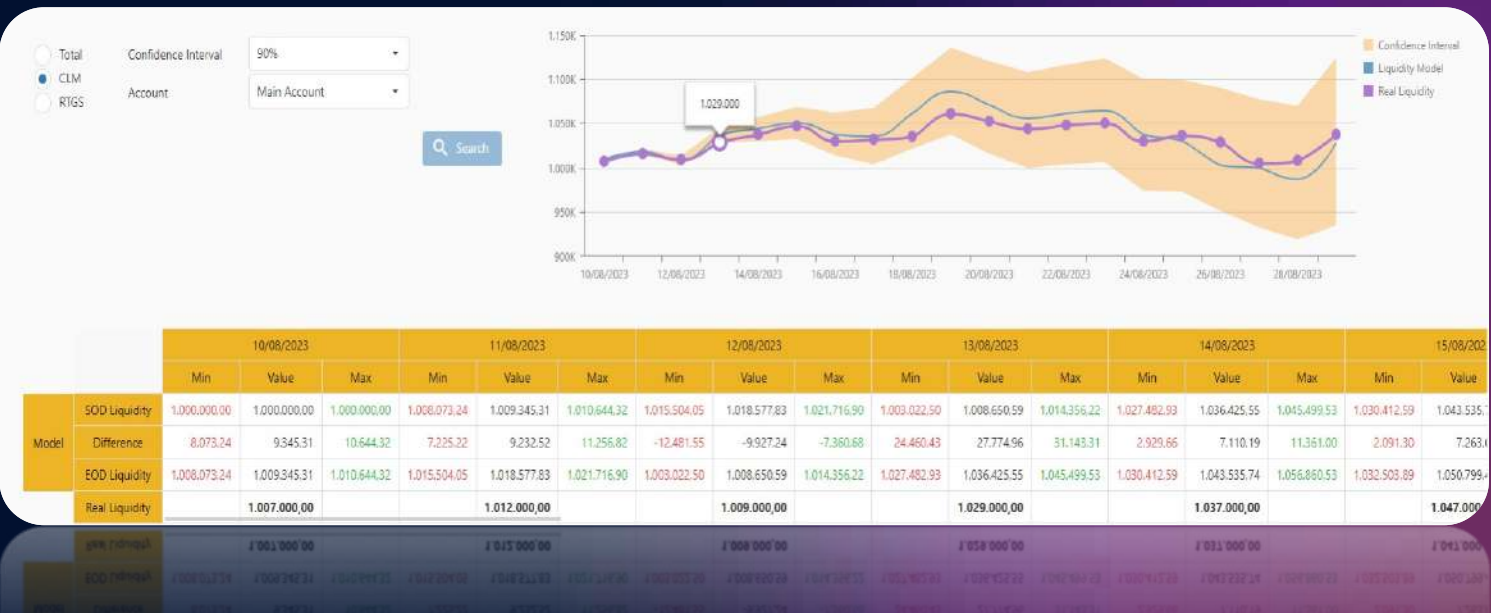 Total Confidence Interval 90%
CLM
RTGS Account Main Account
Search
1.150K
1.100K
1.050K
1.000K
950K
900K
1.029.000
10/08/2023 12/08/2023 14/08/2023 16/08/2023 18/08/2023 20/08/2023 22/08/2023 24/08/2023 26/08/2023 28/08/2023
Confidence Interval
Liquidity Model
Real Liquidity
10/08/2023 11/08/2023 12/08/2023 13/08/2023 14/08/2023 15/08/202
Min Value Max Min Value Max Min Value Max Min Value Max Min Value Max Min Value
Model
SOD Liquidity 1.000.000,00 1.000.000,00 1.000.000,00 1.008.073,24 1.009.345,31 1.010.644,32 1.015.504,05 1.018.577,83 1.021.716,90 1.003.022,50 1.008.650,59 1.014.356,22 1.027.482,93 1.036.425,55 1.045.499,53 1.030.412,59 1.043.535,
Difference 8.073.24 9.345.31 10.644.32 7.225.22 9.232.52 11.256.82 -12.481.55 -9.927.24 -7.360.68 24.460.43 27.774.96 31.143.31 2.929.66 7.110.19 11.361.00 2.091.30 7.263.
EOD Liquidity 1.008.073,24 1.009.345,31 1.010.644,32 1.015.504,05 1.018.577,83 1.021.716,90 1.003.022,50 1.008.650,59 1.014.356,22 1.027.482,93 1.036.425,55 1.045.499,53 1.030.412,59 1.043.535,74 1.056.860,53 1.032.503,89 1.050.799,
Real Liquidity 1.007.000,00 1.012.000,00 1.009.000,00 1.029.000,00 1.037.000,00 1.047.000